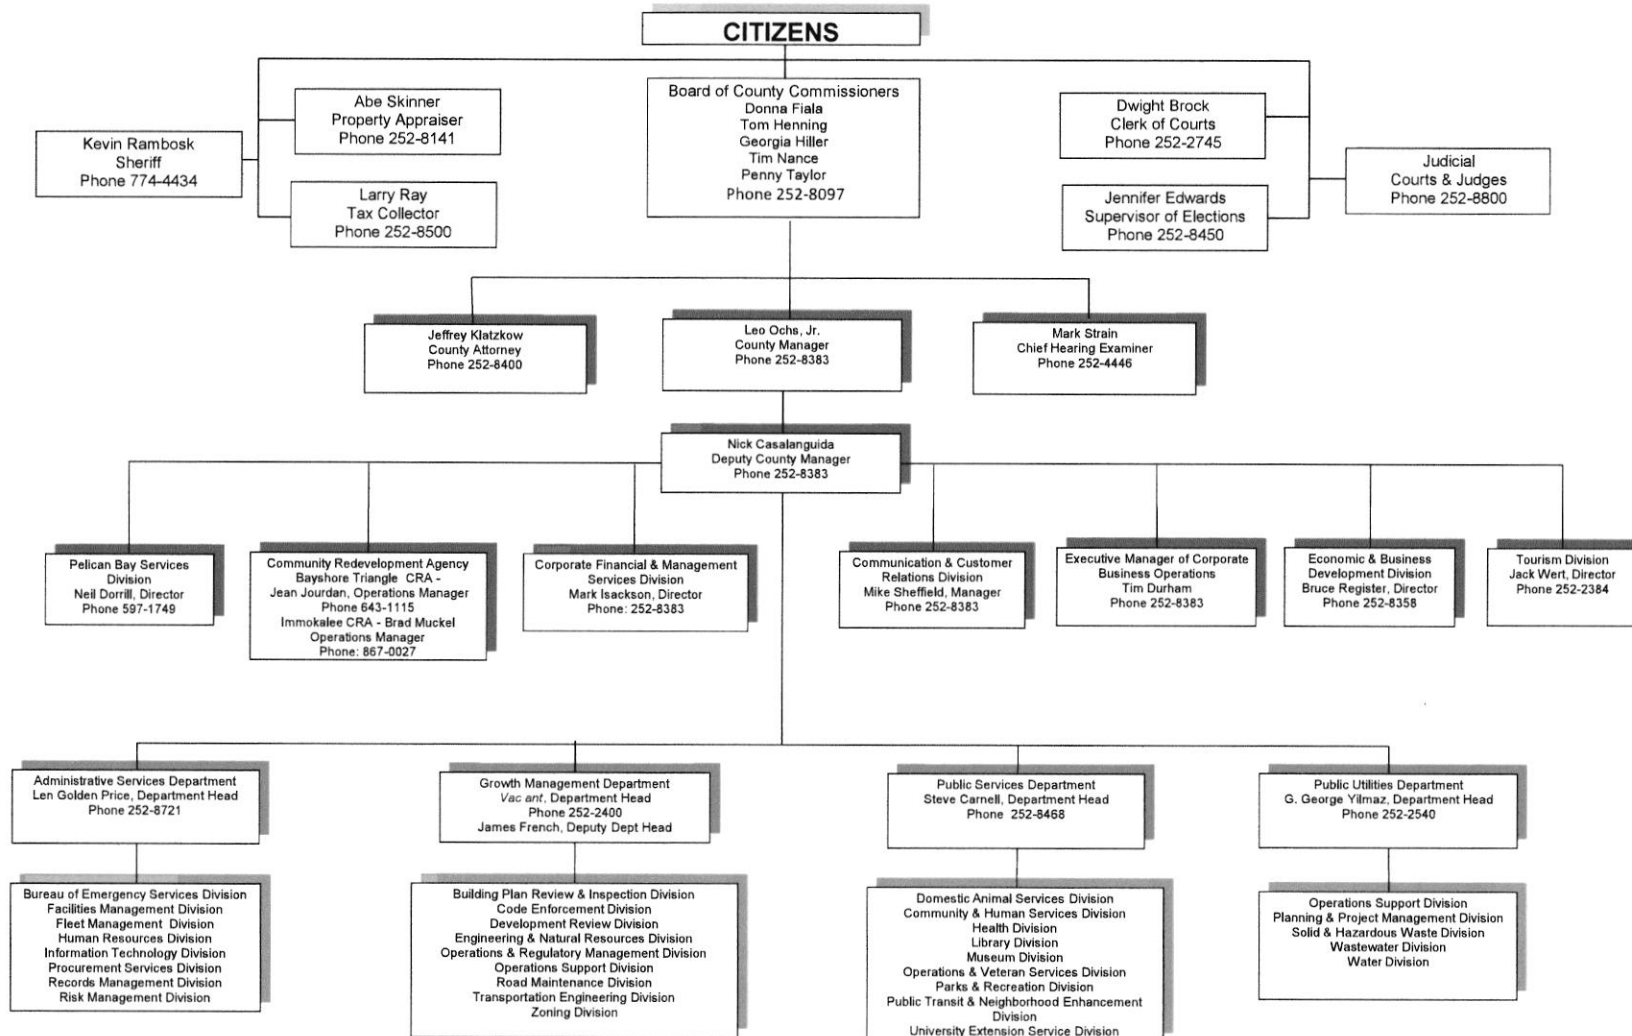 CITIZENS
Kevin Rambosk
Sheriff
Phone 774-4434
Abe Skinner
Property Appraiser
Phone 252-8141
Larry Ray
Tax Collector
Phone 252-8500
Board of County Commissioners
Donna Fiala
Tom Henning
Georgia Hiller
Tim Nance
Penny Taylor
Phone 252-8097
Dwight Brock
Clerk of Courts
Phone 252-2745
Jennifer Edwards
Supervisor of Elections
Phone 252-8450
Judicial
Courts & Judges
Phone 252-8800
Jeffrey Klatzkow
County Attorney
Phone 252-8400
Leo Ochs, Jr.
County Manager
Phone 252-8383
Mark Strain
Chief Hearing Examiner
Phone 252-4446
Nick Casalanguida
Deputy County Manager
Phone 252-8383
Pelican Bay Services
Division
Neil Dorrill, Director
Phone 597-1749
Community Redevelopment Agency
Bayshore Triangle CRA -
Jean Jourdan, Operations Manager
Phone 643-1115
Immokalee CRA - Brad Muckel
Operations Manager
Phone: 867-0027
Corporate Financial & Management
Services Division
Mark Isackson, Director
Phone: 252-8383
Communication & Customer
Relations Division
Mike Sheffield, Manager
Phone 252-8383
Executive Manager of Corporate
Business Operations
Tim Durham
Phone 252-8383
Economic & Business
Development Division
Bruce Register, Director
Phone 252-8358
Tourism Division
Jack Wert, Director
Phone 252-2384
Administrative Services Department
Len Golden Price, Department Head
Phone 252-8721
Growth Management Department
Vacant, Department Head
Phone 252-2400
James French, Deputy Dept Head
Public Services Department
Steve Carnell, Department Head
Phone 252-8468
Public Utilities Department
G. George Yilmaz, Department Head
Phone 252-2540
Bureau of Emergency Services Division
Facilities Management Division
Fleet Management Division
Human Resources Division
Information Technology Division
Procurement Services Division
Records Management Division
Risk Management Division
Building Plan Review & Inspection Division
Code Enforcement Division
Development Review Division
Engineering & Natural Resources Division
Operations & Regulatory Management Division
Operations Support Division
Road Maintenance Division
Transportation Engineering Division
Zoning Division
Domestic Animal Services Division
Community & Human Services Division
Health Division
Library Division
Museum Division
Operations & Veteran Services Division
Parks & Recreation Division
Public Transit & Neighborhood Enhancement
Division
University Extension Service Division
Operations Support Division
Planning & Project Management Division
Solid & Hazardous Waste Division
Wastewater Division
Water Division